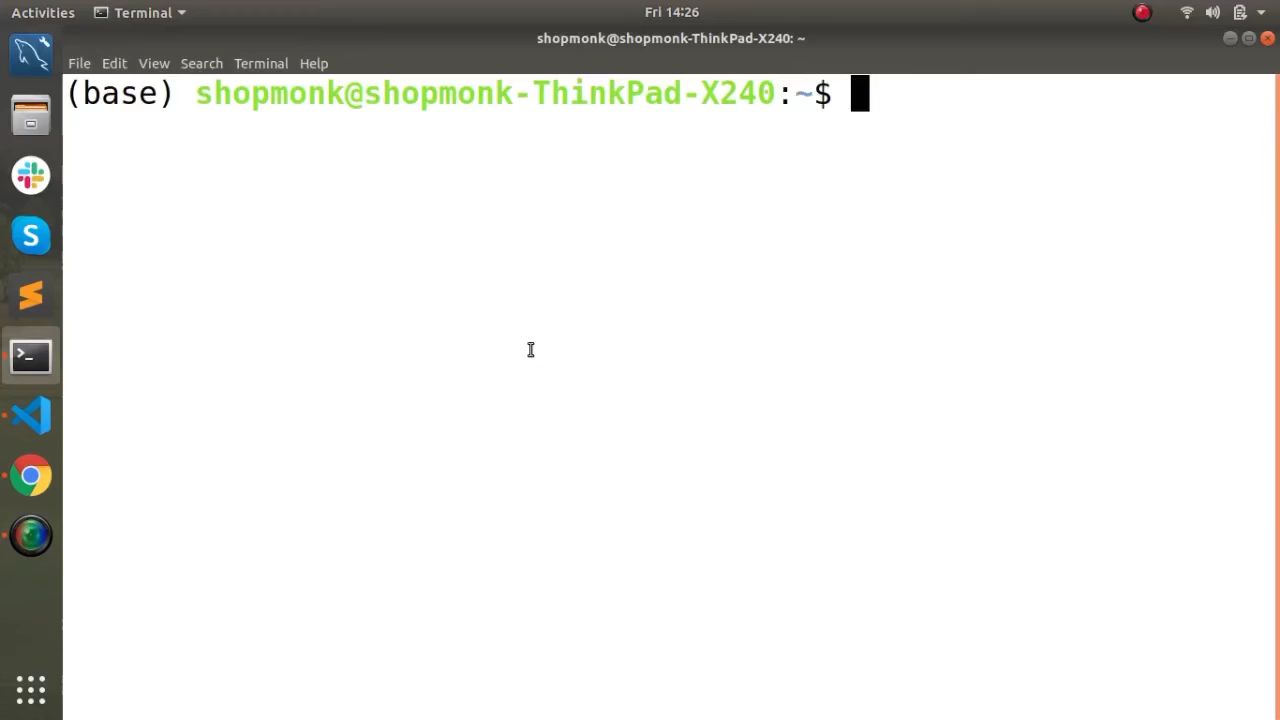 Activities Terminal Fri 14:26
shopmonk@shopmonk-ThinkPad-X240: ~
File Edit View Search Terminal Help
(base) shopmonk@shopmonk-ThinkPad-X240:~$
S
>_